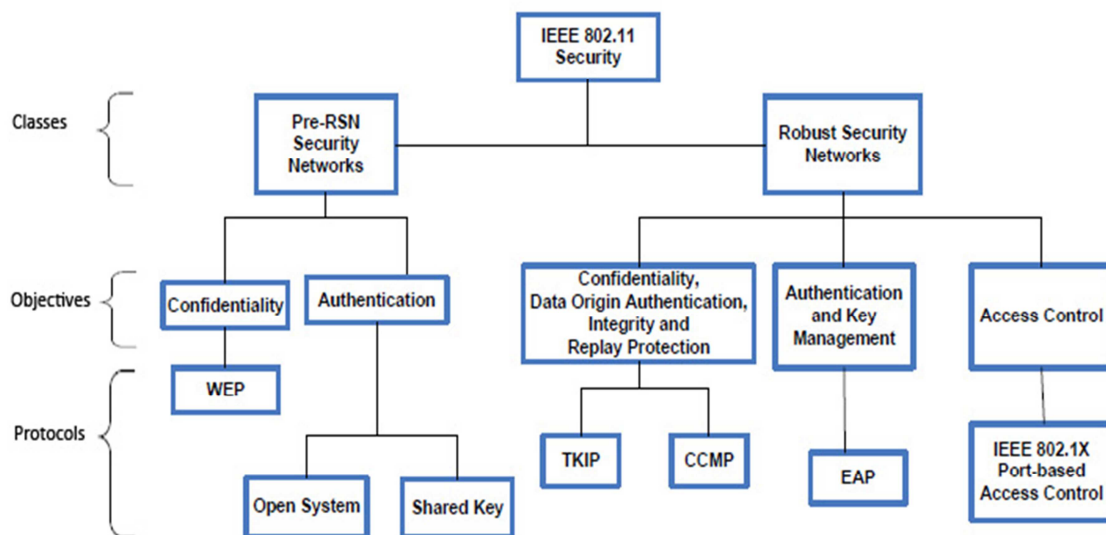 IEEE 802.11
Security
Classes
Pre-RSN
Security
Networks
Robust Security
Networks
Objectives
Confidentiality
Authentication
Confidentiality,
Data Origin Authentication,
Integrity and
Replay Protection
Authentication
and Key
Management
Access Control
Protocols
WEP
Open System
Shared Key
TKIP
CCMP
EAP
IEEE 802.1X
Port-based
Access Control